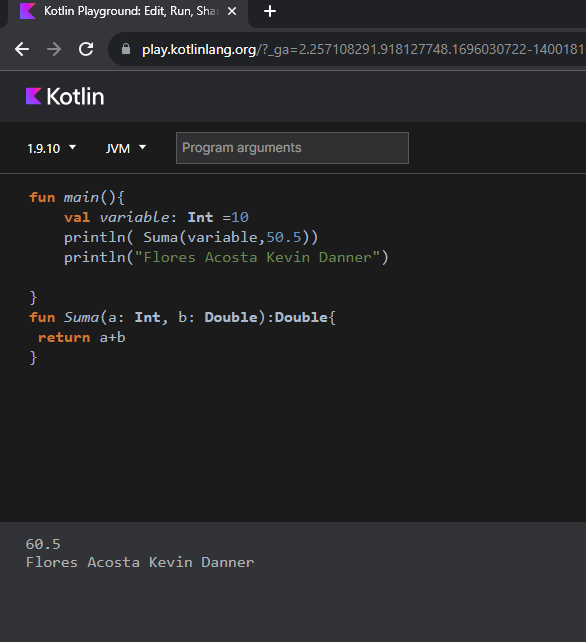 Kotlin Playground: Edit, Run, Sha
play.kotlinlang.org/?_ga=2.257108291.918127748.1696030722-1400181
Kotlin
1.9.10 JVM Program arguments
fun main(){
val variable: Int =10
println( Suma(variable,50.5))
println("Flores Acosta Kevin Danner")
}
fun Suma(a: Int, b: Double):Double{
return a+b
}
60.5
Flores Acosta Kevin Danner